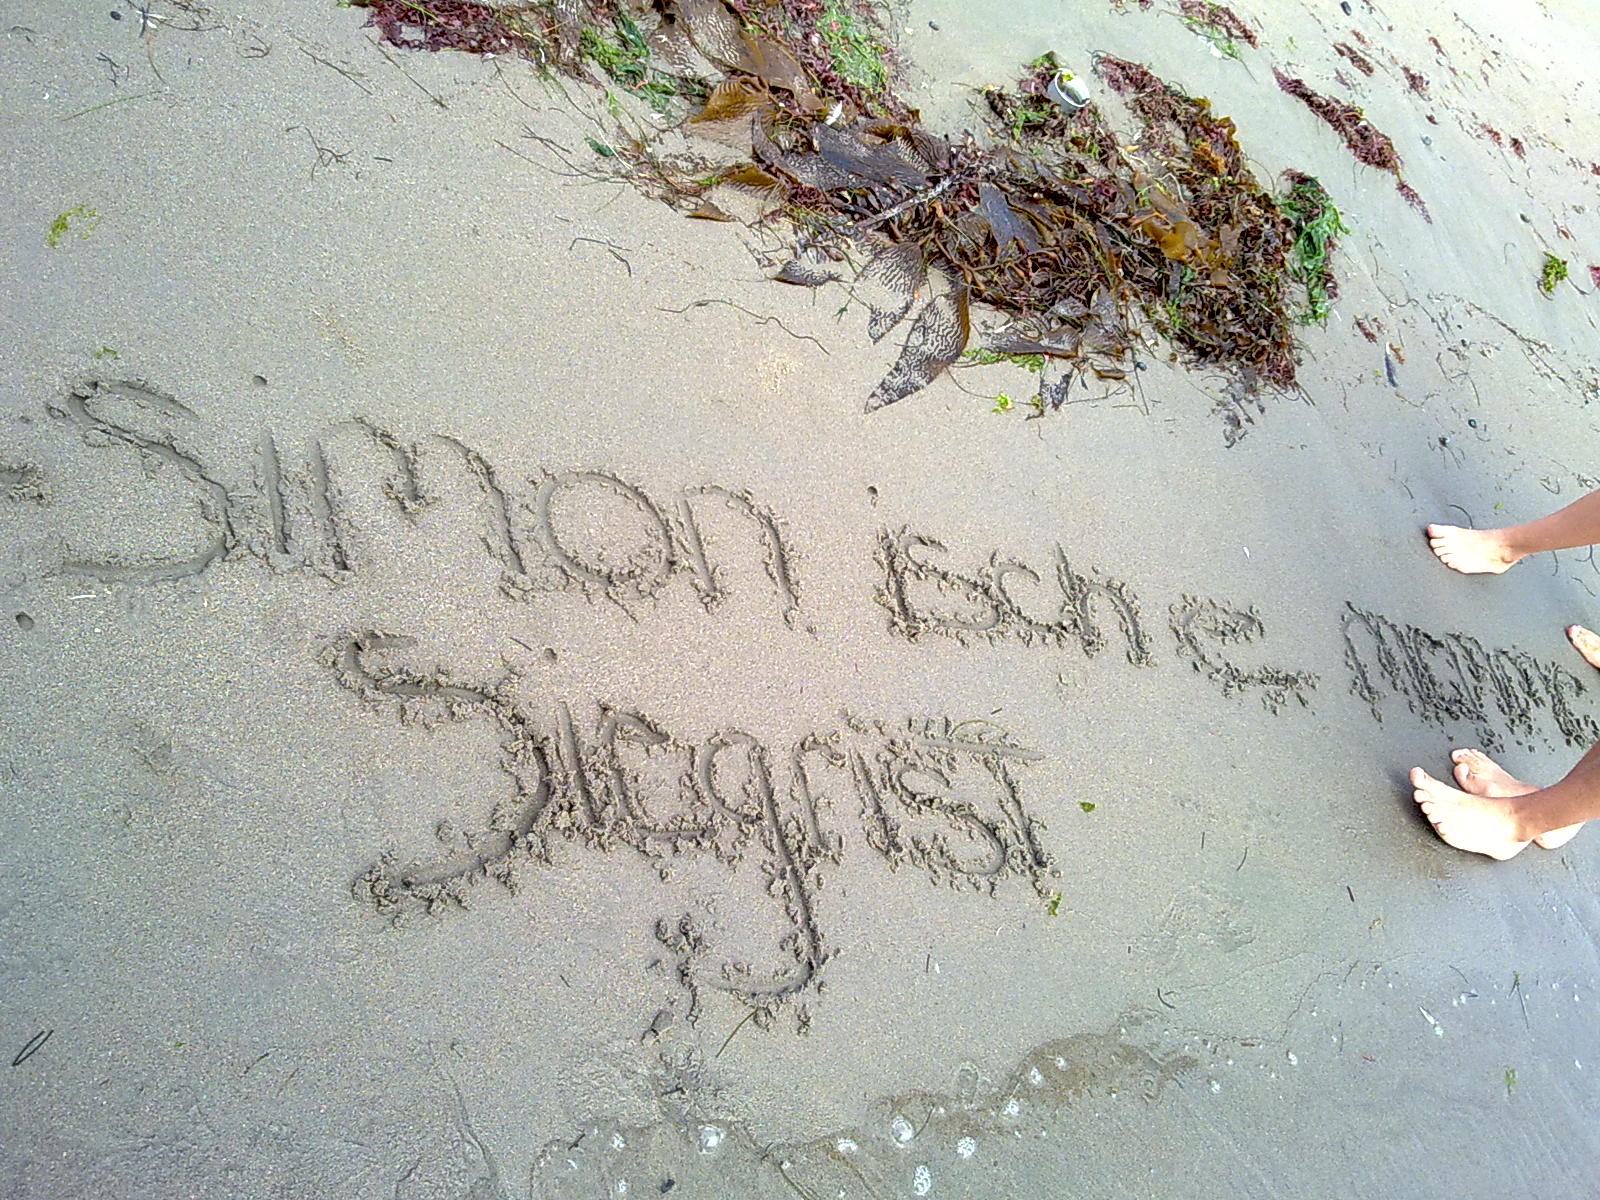 Simon isch e
Siegrist